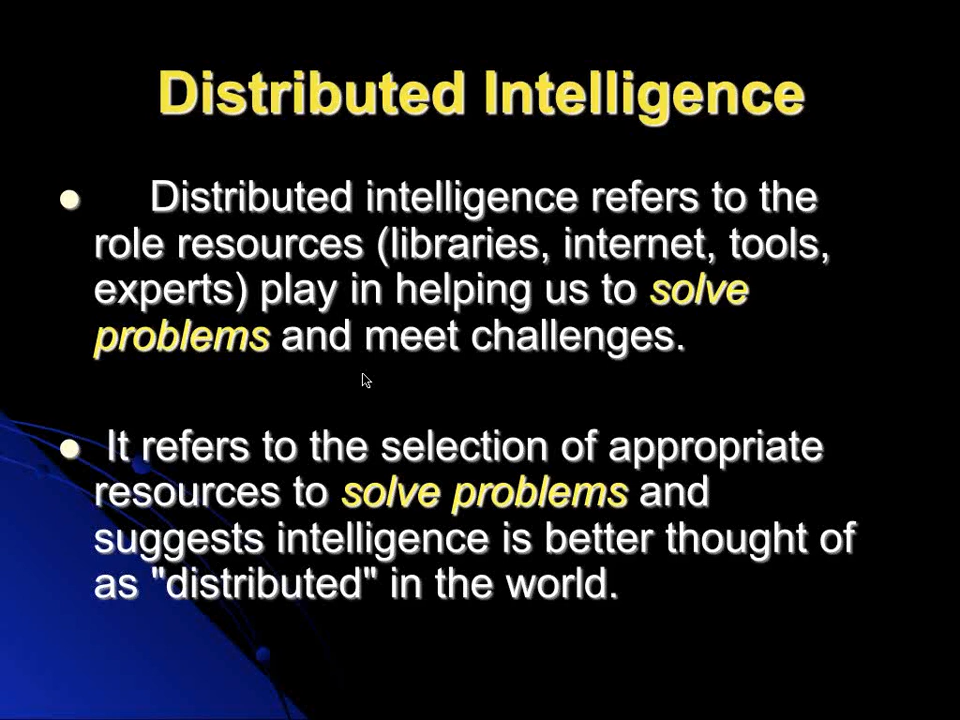 Distributed Intelligence
Distributed intelligence refers to the
role resources (libraries, internet, tools,
experts) play in helping us to solve
problems and meet challenges.
It refers to the selection of appropriate
resources to solve problems and
suggests intelligence is better thought of
as "distributed" in the world.